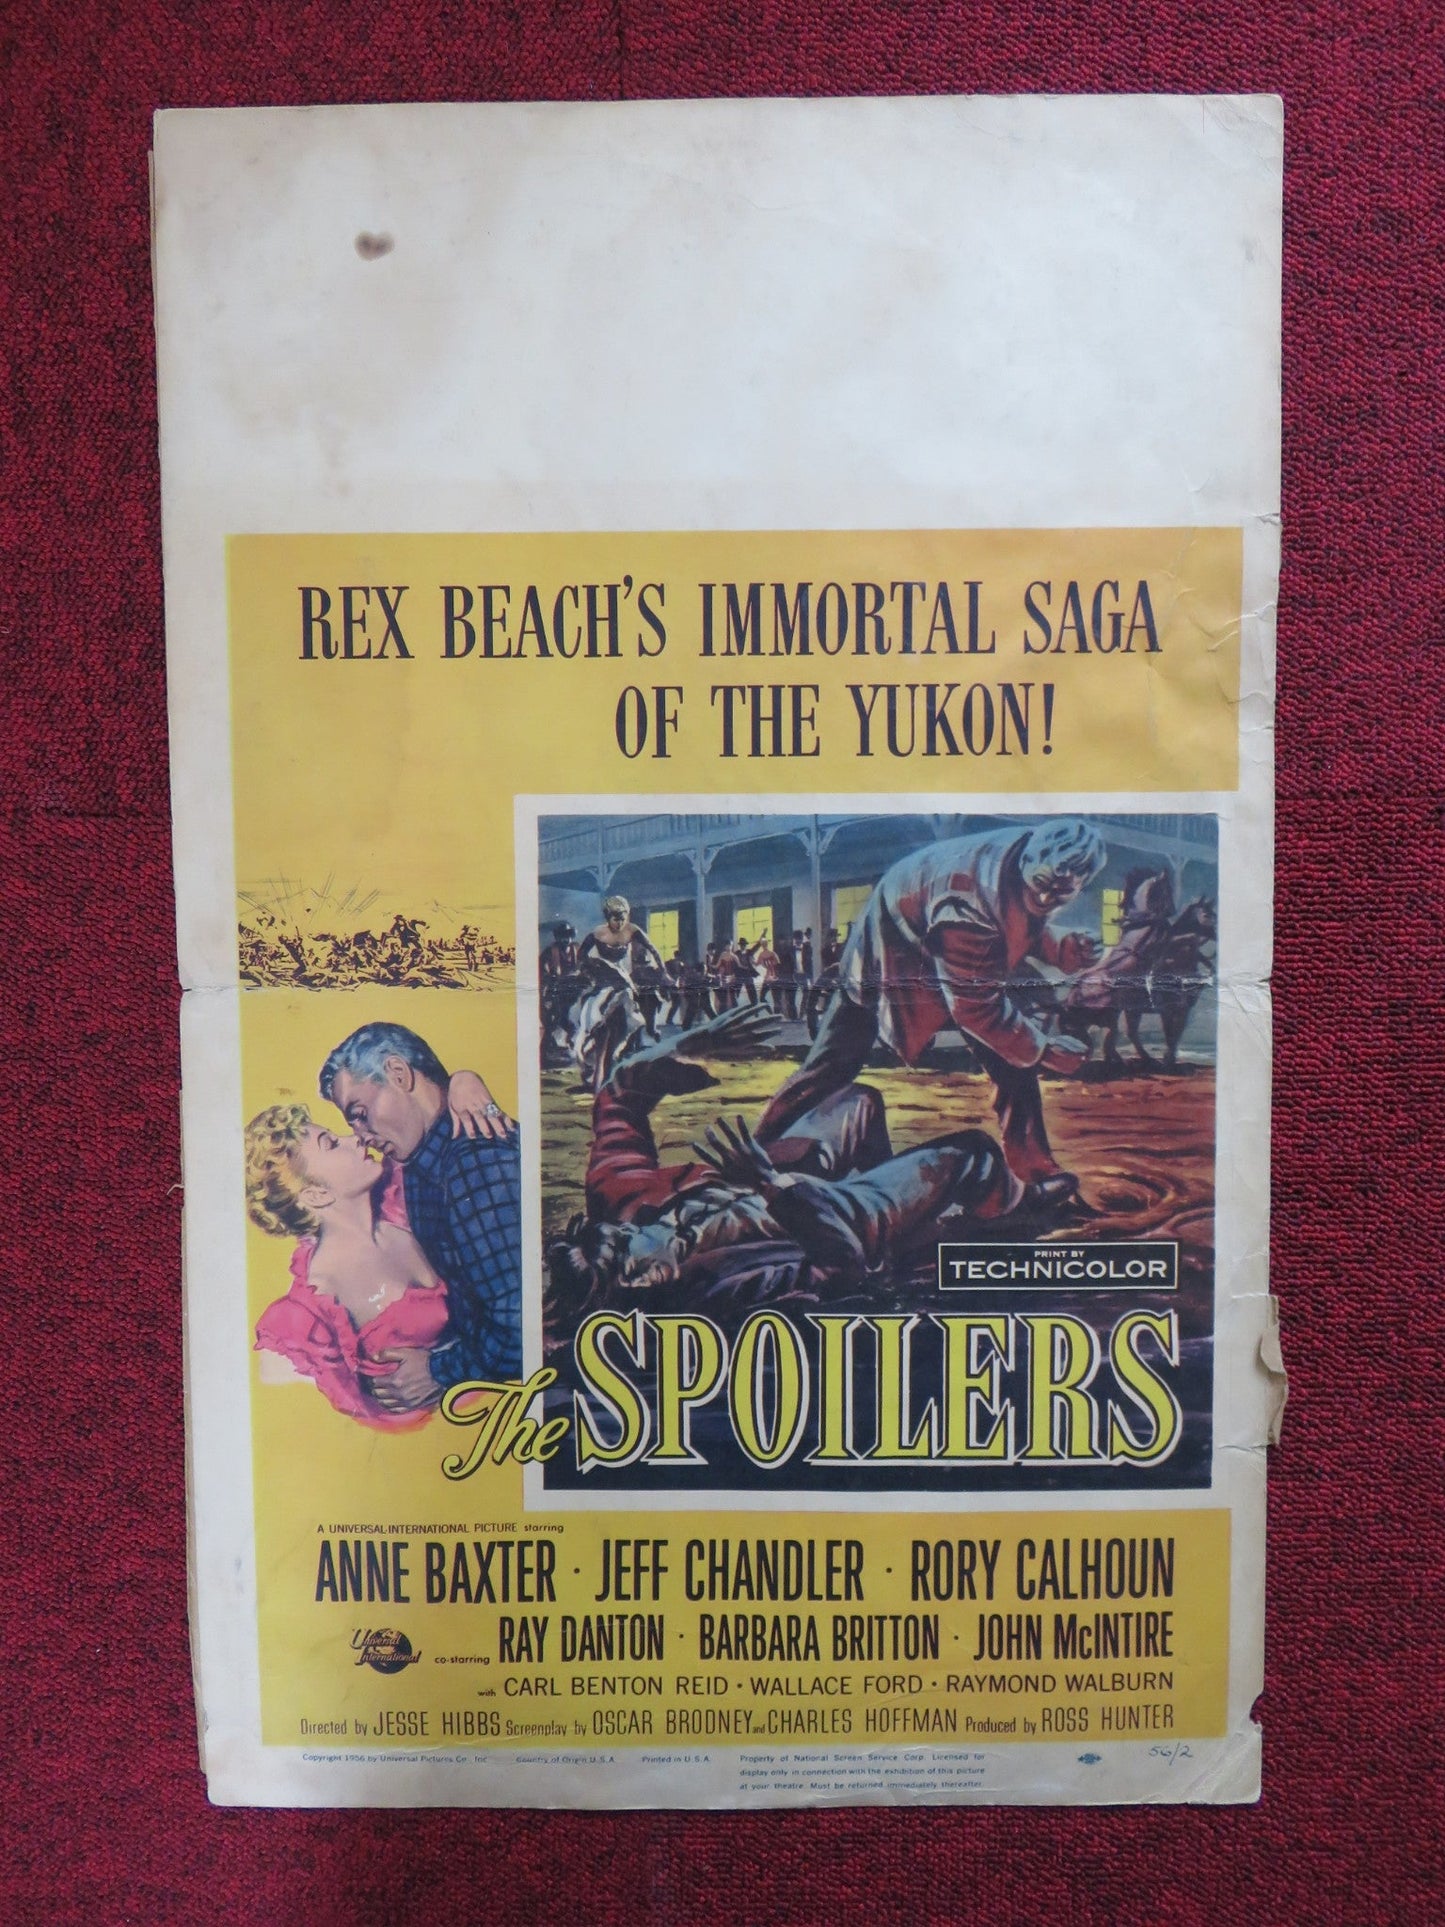 REX BEACH'S IMMORTAL SAGA
OF THE YUKON!
PRINT BY
TECHNICOLOR
The SPOILERS
A UNIVERSAL-INTERNATIONAL PICTURE starring
ANNE BAXTER · JEFF CHANDLER · RORY CALHOUN
Universal International
co-starring RAY DANTON · BARBARA BRITTON · JOHN McINTIRE
with CARL BENTON REID · WALLACE FORD · RAYMOND WALBURN
Directed by JESSE HIBBS Screenplay by OSCAR BRODNEY and CHARLES HOFFMAN Produced by ROSS HUNTER
Copyright 1956 by Universal Pictures Co. Inc. Country of Origin U.S.A. Printed in U.S.A.
Property of National Screen Service Corp. Licensed for
display only in connection with the exhibition of this picture
at your theatre. Must be returned immediately thereafter.
56/2